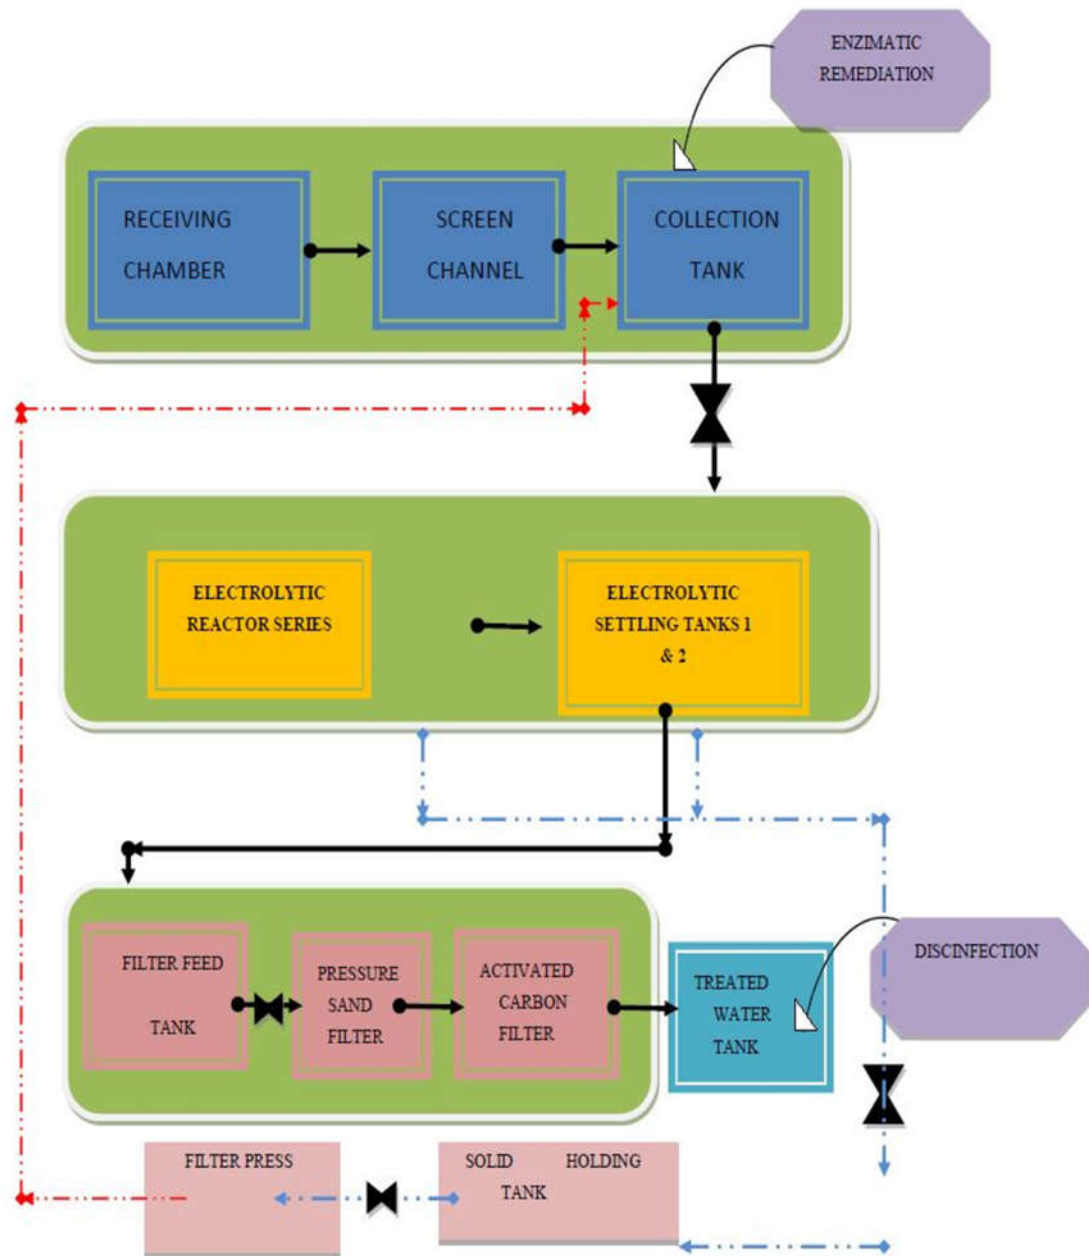 ENZIMATIC
REMEDIATION
RECEIVING
CHAMBER
SCREEN
CHANNEL
COLLECTION
TANK
ELECTROLYTIC
REACTOR SERIES
ELECTROLYTIC
SETTLING TANKS 1
& 2
FILTER FEED
TANK
PRESSURE
SAND
FILTER
ACTIVATED
CARBON
FILTER
TREATED
WATER
TANK
DISCINFECTION
FILTER PRESS
SOLID HOLDING
TANK